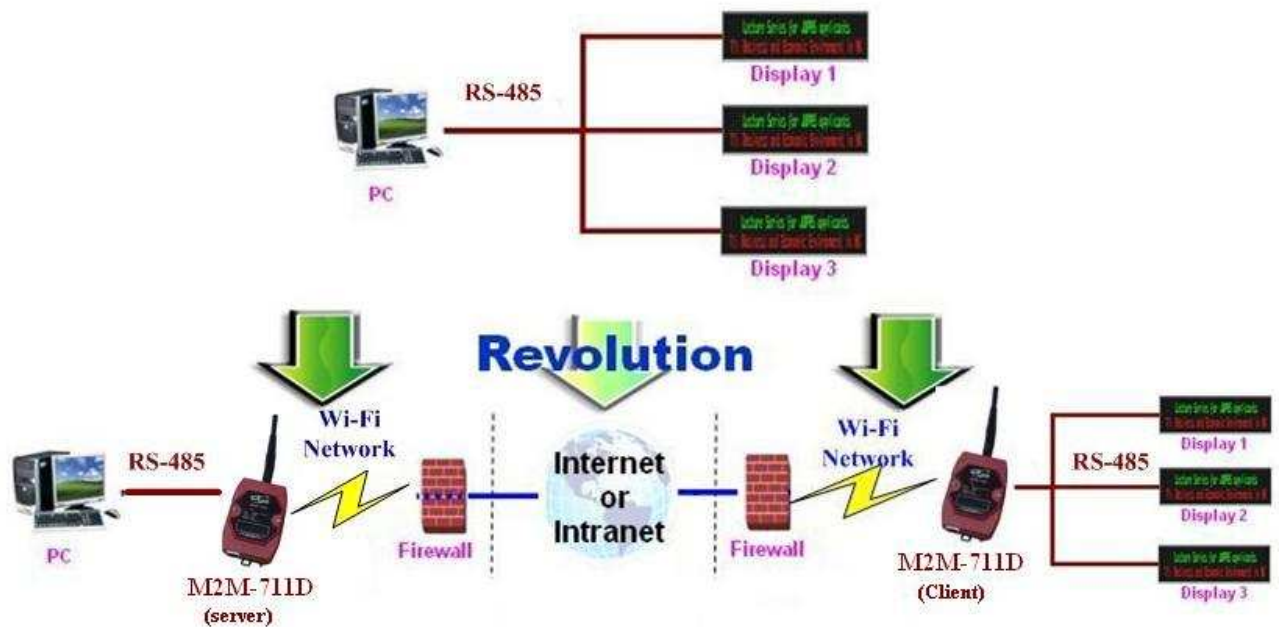 RS-485
Display 1
Display 2
Display 3
PC
Revolution
Wi-Fi
Network
Wi-Fi
Network
RS-485
Internet
or
Intranet
RS-485
Display 1
Display 2
Display 3
PC
Firewall
Firewall
M2M-711D
(server)
M2M-711D
(Client)